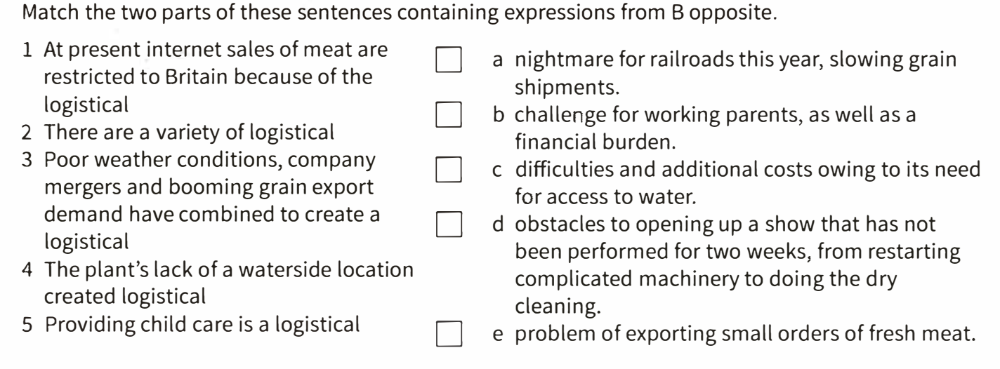 Match the two parts of these sentences containing expressions from B opposite.
1 At present internet sales of meat are
restricted to Britain because of the
logistical
2 There are a variety of logistical
3 Poor weather conditions, company
mergers and booming grain export
demand have combined to create a
logistical
4 The plant's lack of a waterside location
created logistical
5 Providing child care is a logistical
a nightmare for railroads this year, slowing grain
shipments.
b challenge for working parents, as well as a
financial burden.
c difficulties and additional costs owing to its need
for access to water.
d obstacles to opening up a show that has not
been performed for two weeks, from restarting
complicated machinery to doing the dry
cleaning.
e problem of exporting small orders of fresh meat.